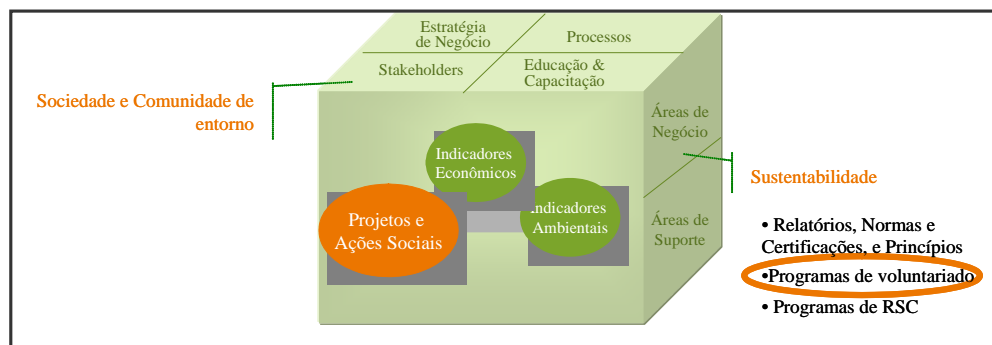 Estratégia
de Negócio
Processos
Stakeholders
Educação &
Capacitação
Sociedade e Comunidade de
entorno
Áreas de
Negócio
Indicadores
Econômicos
Sustentabilidade
Projetos e
Ações Sociais
Indicadores
Ambientais
Áreas de
Suporte
• Relatórios, Normas e
Certificações, e Princípios
•Programas de voluntariado
• Programas de RSC